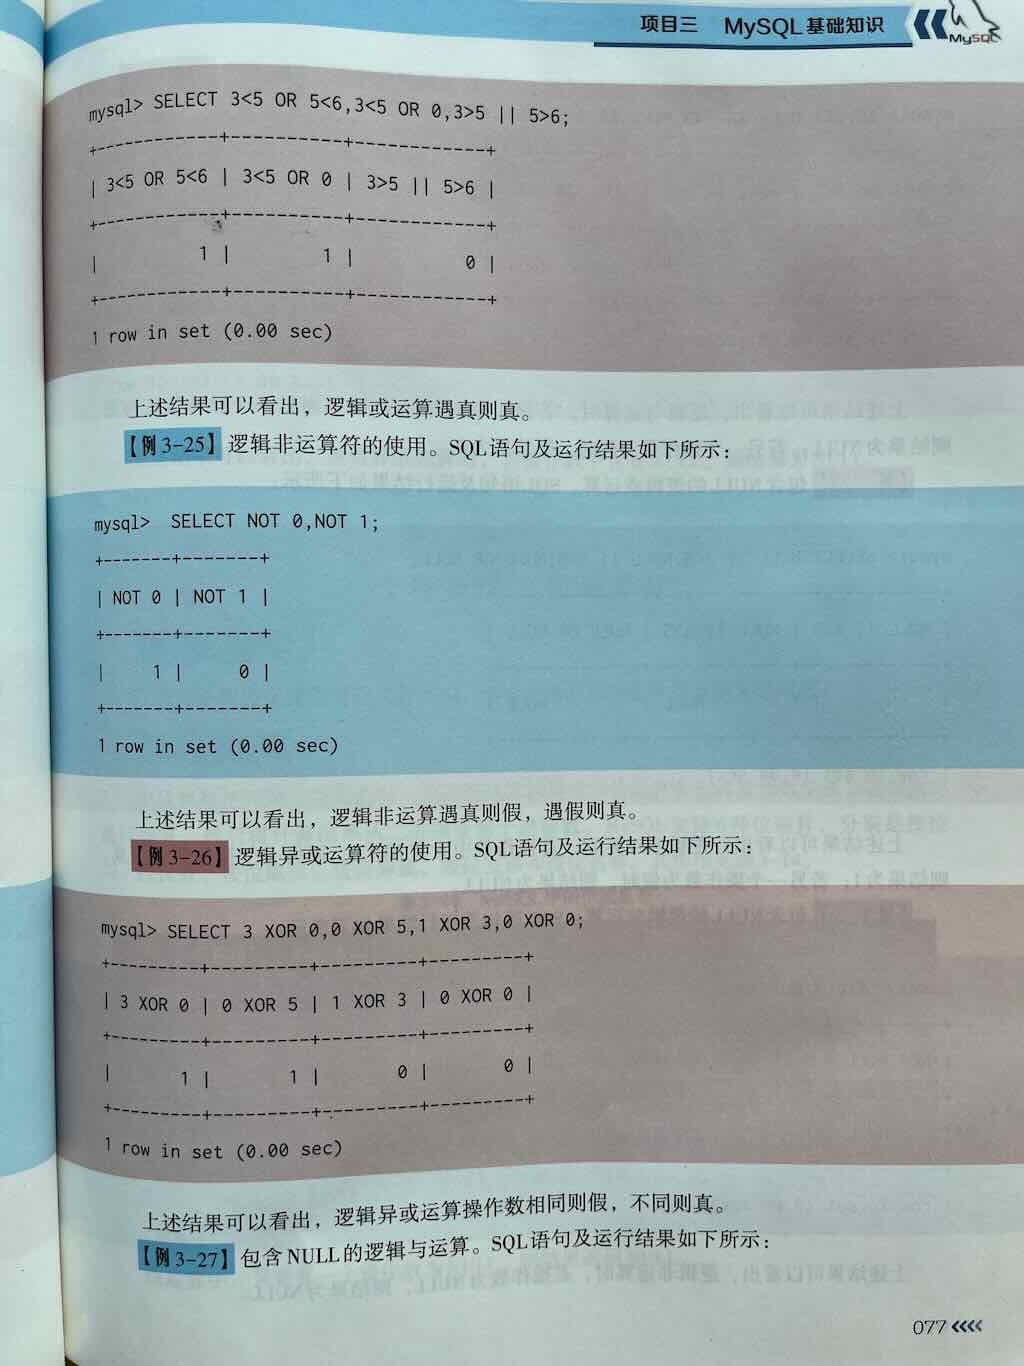 项目三 MySQL基础知识
MySQL
mysql> SELECT 3<5 OR 5<6,3<5 OR 0,3>5 || 5>6;
+------------+-----------+------------+
| 3<5 OR 5<6 | 3<5 OR 0 | 3>5 || 5>6 |
+------------+-----------+------------+
| 1 | 1 | 0 |
+------------+-----------+------------+
1 row in set (0.00 sec)
上述结果可以看出，逻辑或运算遇真则真。
【例 3-25】逻辑非运算符的使用。SQL语句及运行结果如下所示：
mysql> SELECT NOT 0,NOT 1;
+-------+-------+
| NOT 0 | NOT 1 |
+-------+-------+
| 1 | 0 |
+-------+-------+
1 row in set (0.00 sec)
上述结果可以看出，逻辑非运算遇真则假，遇假则真。
【例 3-26】逻辑异或运算符的使用。SQL语句及运行结果如下所示：
mysql> SELECT 3 XOR 0,0 XOR 5,1 XOR 3,0 XOR 0;
+---------+---------+---------+---------+
| 3 XOR 0 | 0 XOR 5 | 1 XOR 3 | 0 XOR 0 |
+---------+---------+---------+---------+
| 1 | 1 | 0 | 0 |
+---------+---------+---------+---------+
1 row in set (0.00 sec)
上述结果可以看出，逻辑异或运算操作数相同则假，不同则真。
【例 3-27】包含NULL的逻辑与运算。SQL语句及运行结果如下所示：
077